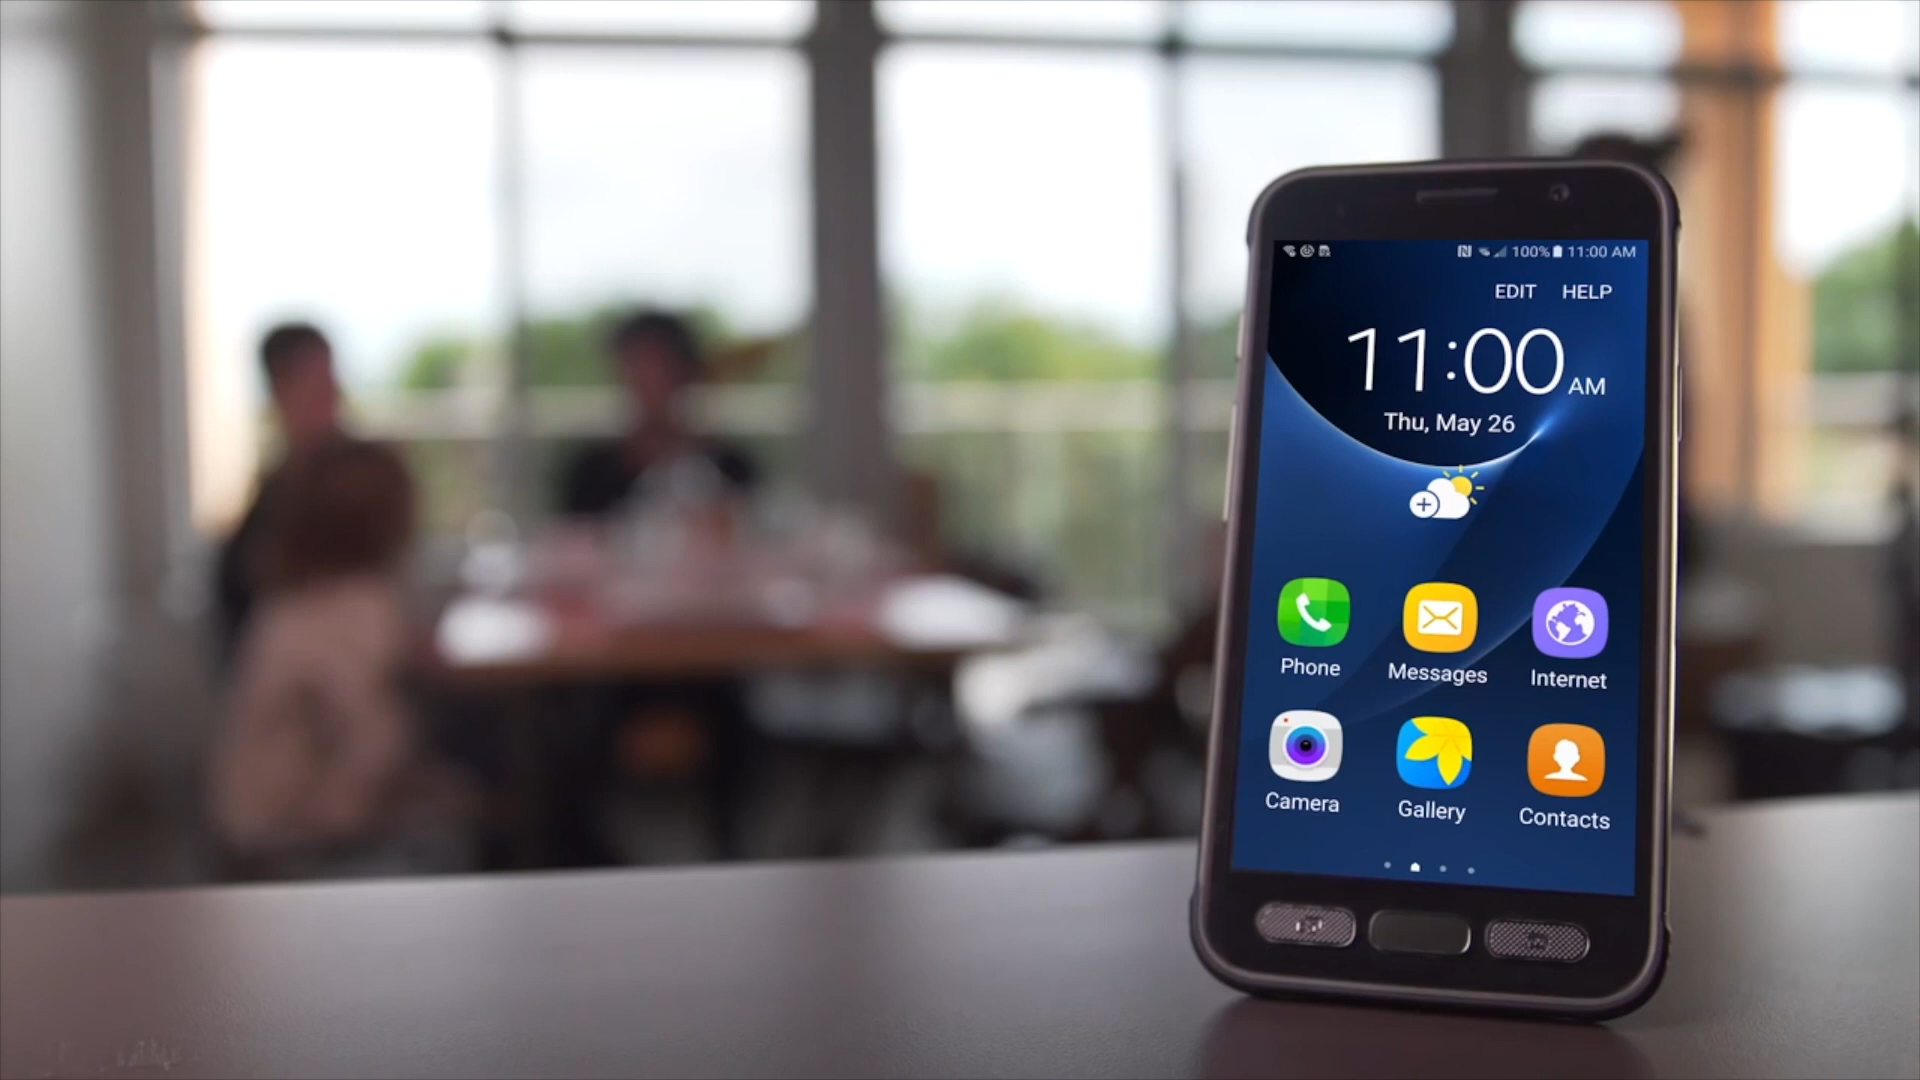 100% 11:00 AM
EDIT HELP
11:00 AM
Thu, May 26
Phone Messages Internet
Camera Gallery Contacts